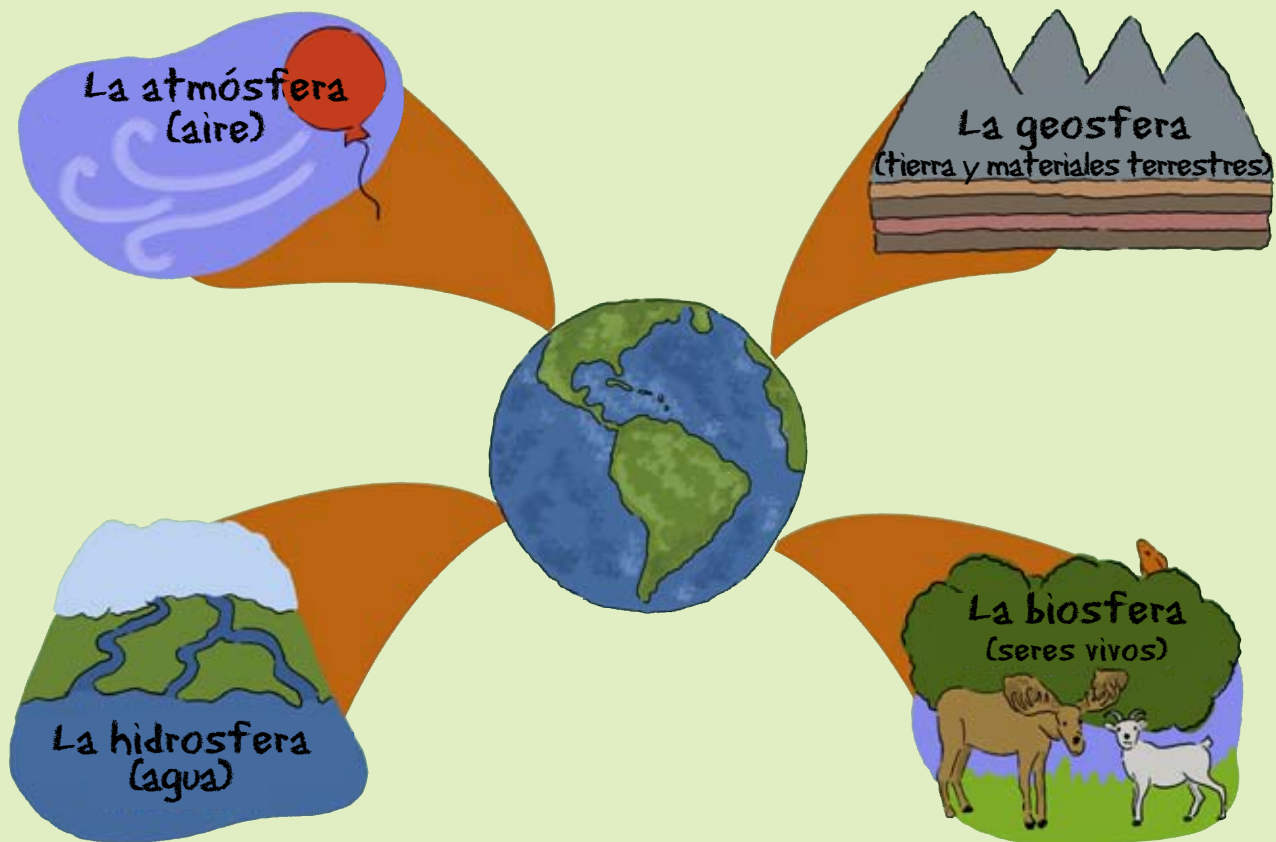 La atmósfera
(aire)
La geosfera
(tierra y materiales terrestres)
La hidrosfera
(agua)
La biosfera
(seres vivos)